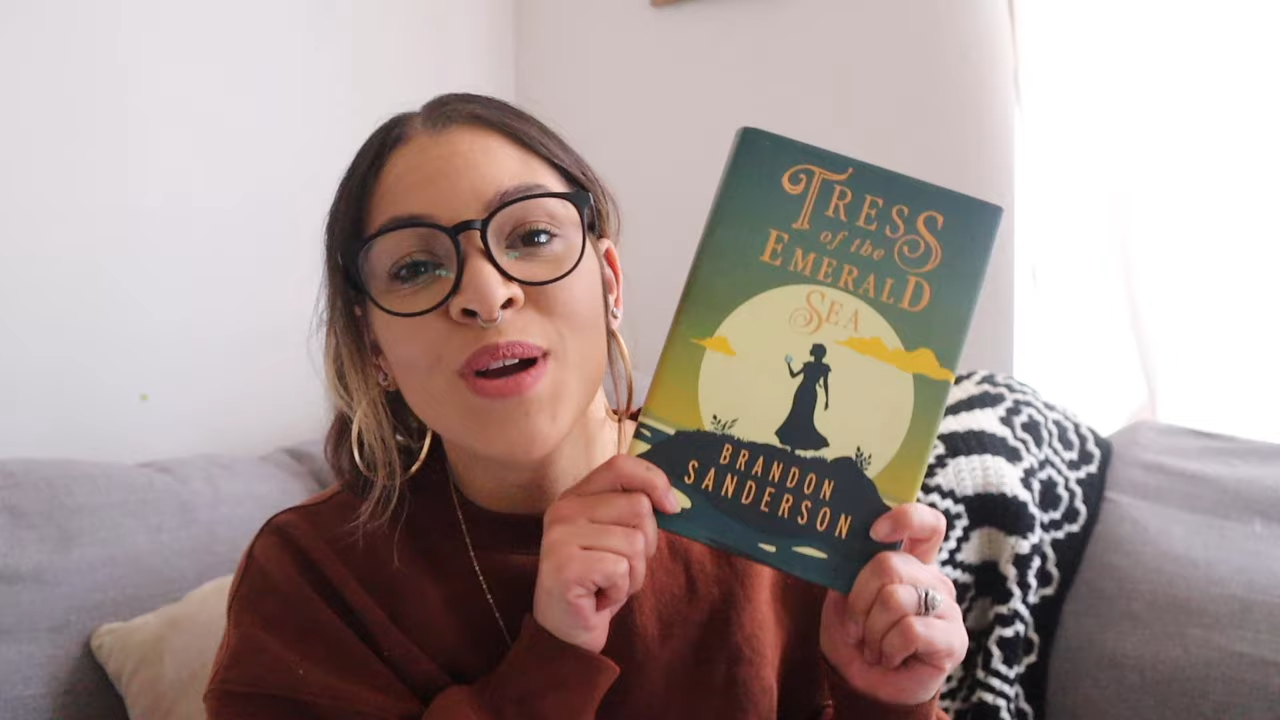 TRESS
of the
EMERALD
SEA
BRANDON
SANDERSON